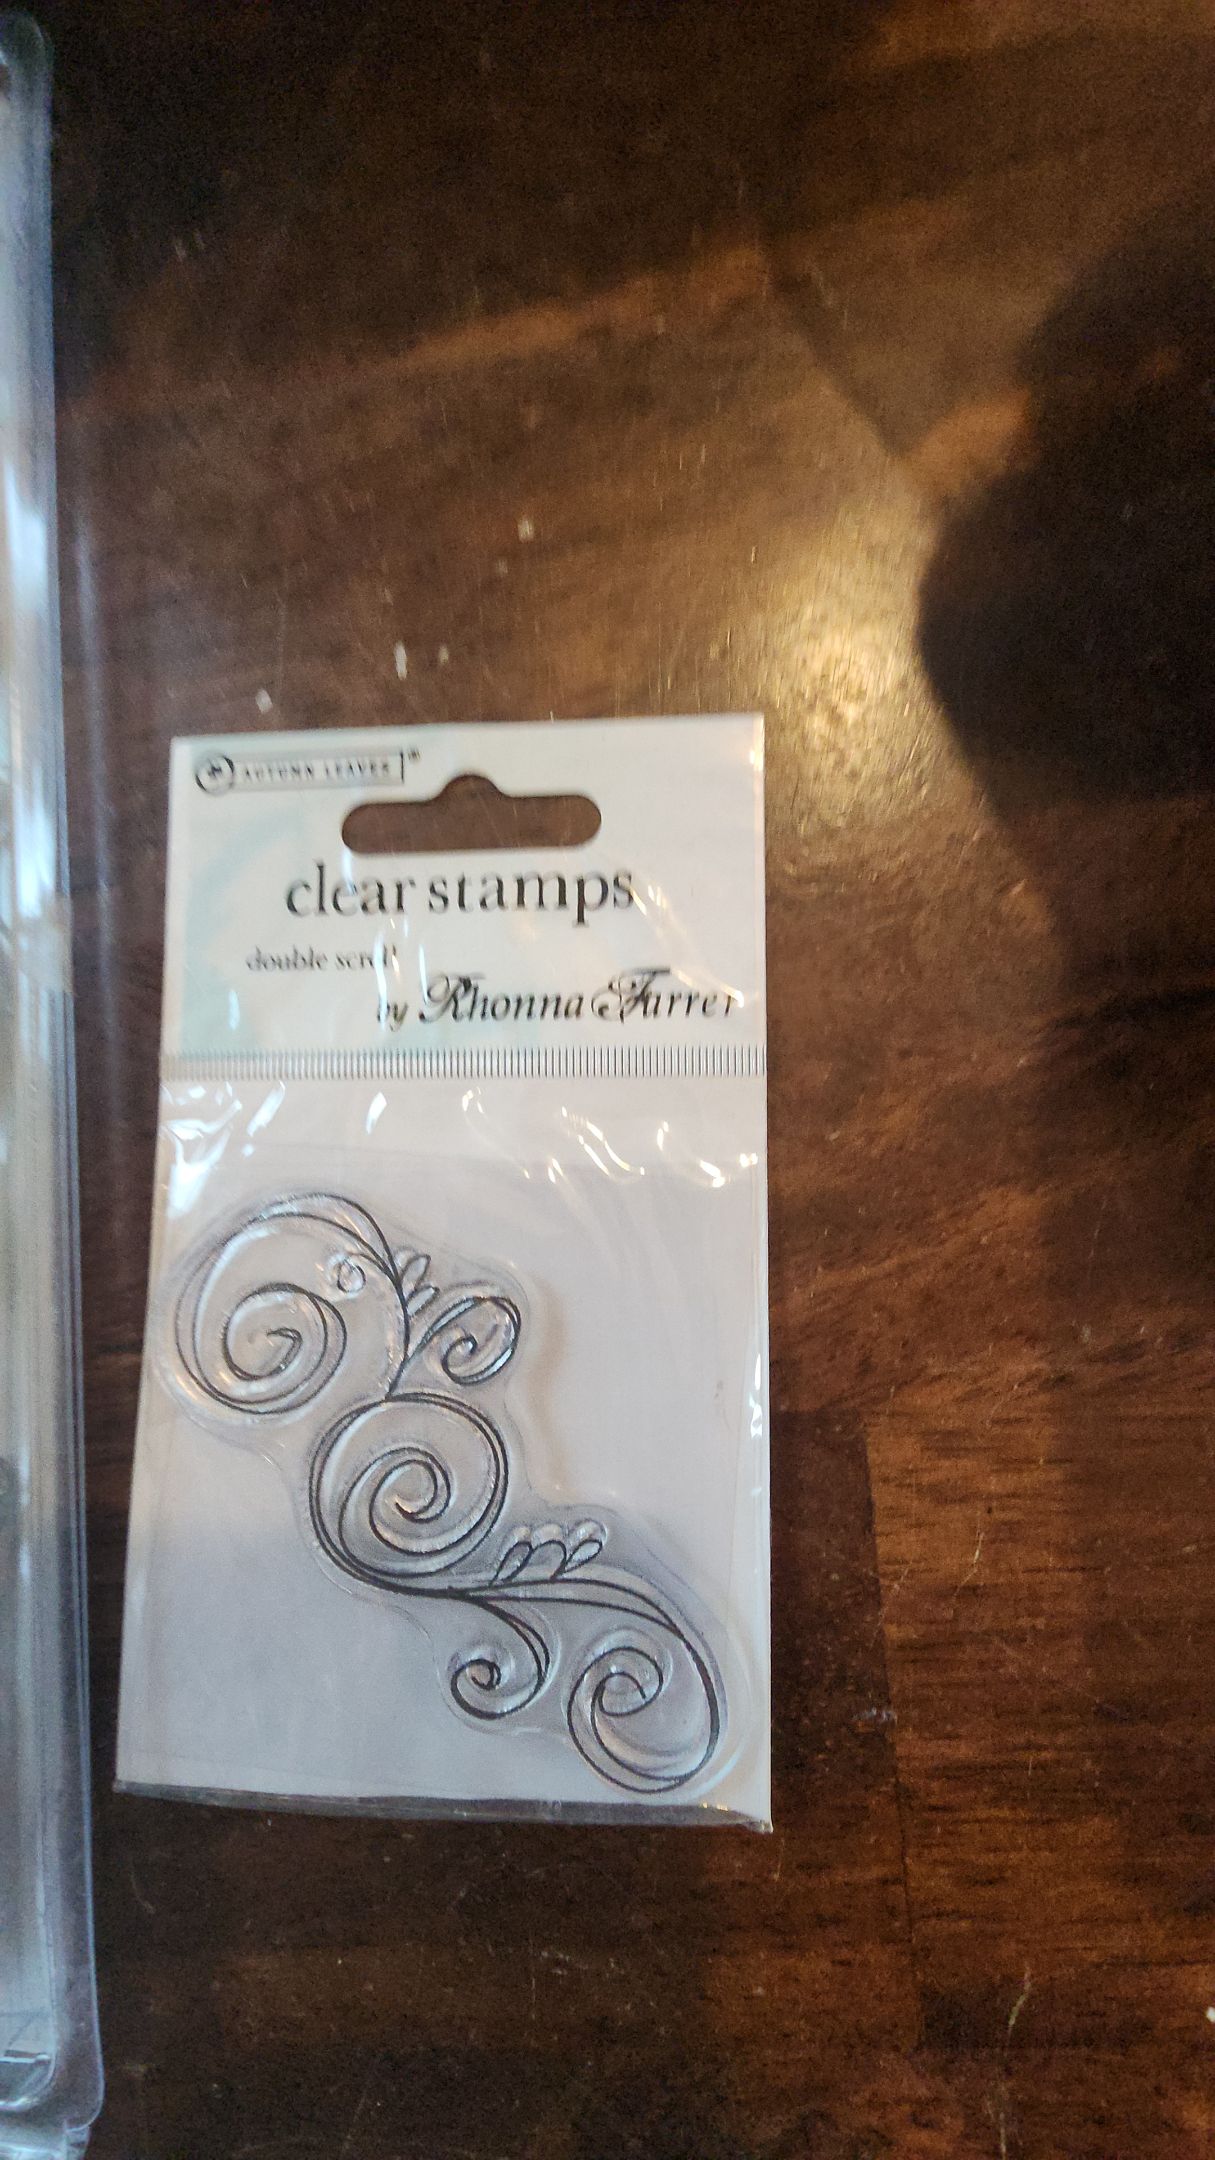 AUTUMN LEAVES ®
clear stamps
double scroll
by Rhonna Farrer